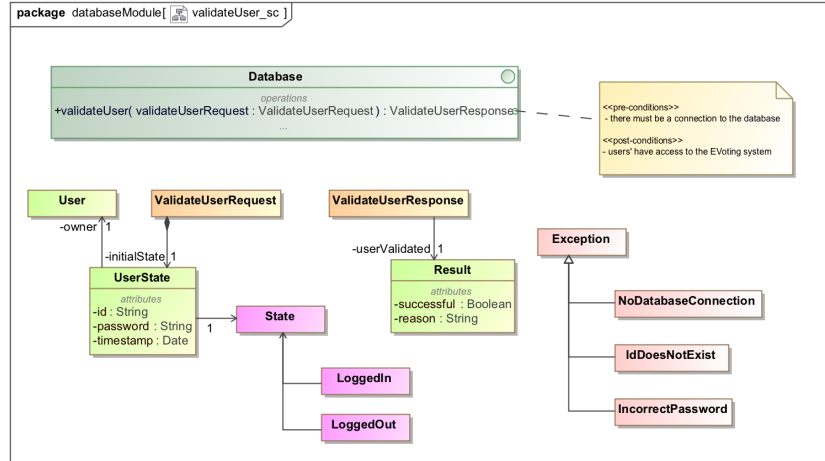 package databaseModule[ validateUser_sc ]
Database
operations
+validateUser( validateUserRequest : ValidateUserRequest ) : ValidateUserResponse
...
<<pre-conditions>>
- there must be a connection to the database
<<post-conditions>>
- users' have access to the EVoting system
User
ValidateUserRequest
ValidateUserResponse
-owner 1
-initialState 1
-userValidated 1
Exception
UserState
attributes
-id : String
-password : String
-timestamp : Date
1
State
Result
attributes
-successful : Boolean
-reason : String
NoDatabaseConnection
IdDoesNotExist
LoggedIn
IncorrectPassword
LoggedOut